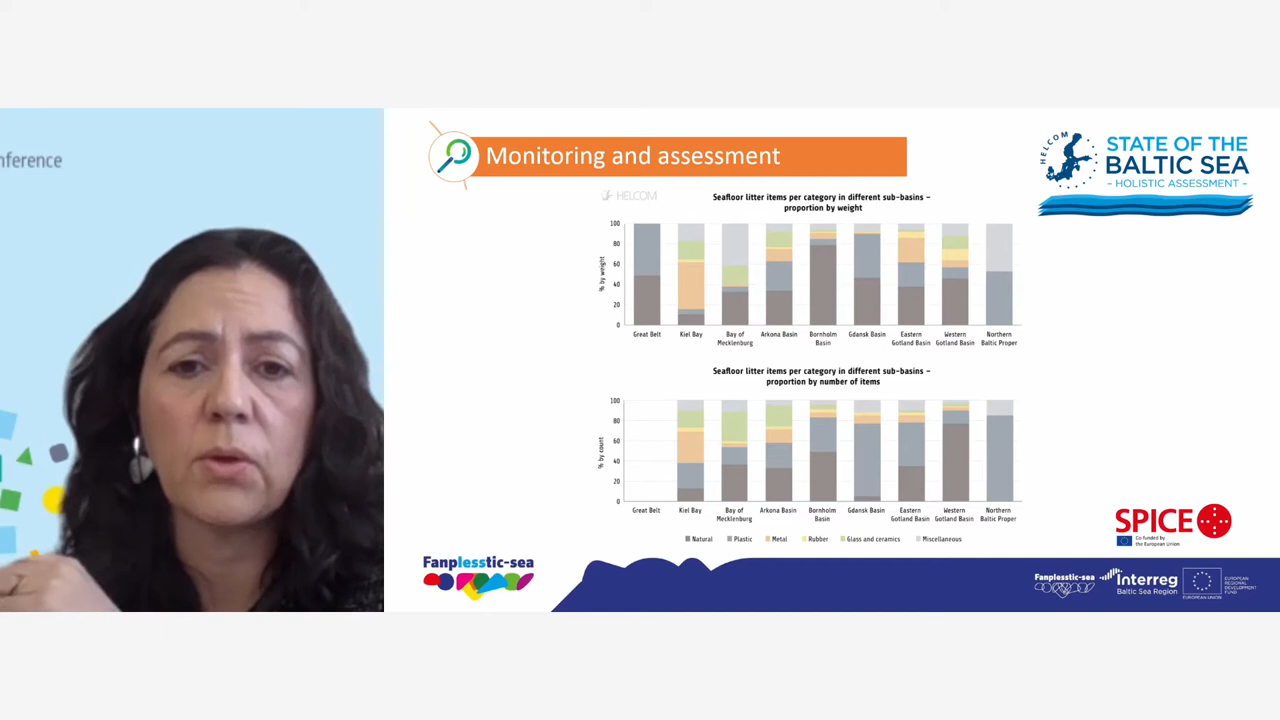 nference
Monitoring and assessment
HELCOM
STATE OF THE
BALTIC SEA
– HOLISTIC ASSESSMENT –
HELCOM
Seafloor litter items per category in different sub-basins –
proportion by weight
% by weight
100
80
60
40
20
0
Great Belt
Kiel Bay
Bay of
Mecklenburg
Arkona Basin
Bornholm
Basin
Gdansk Basin
Eastern
Gotland Basin
Western
Gotland Basin
Northern
Baltic Proper
Seafloor litter items per category in different sub-basins –
proportion by number of items
% by count
100
80
60
40
20
0
Great Belt
Kiel Bay
Bay of
Mecklenburg
Arkona Basin
Bornholm
Basin
Gdansk Basin
Eastern
Gotland Basin
Western
Gotland Basin
Northern
Baltic Proper
Natural Plastic Metal Rubber Glass and ceramics Miscellaneous
SPICE
Co-funded by
the European Union
Fanplesstic-sea
Fanplesstic-sea
Interreg
Baltic Sea Region
EUROPEAN UNION
EUROPEAN
REGIONAL
DEVELOPMENT
FUND